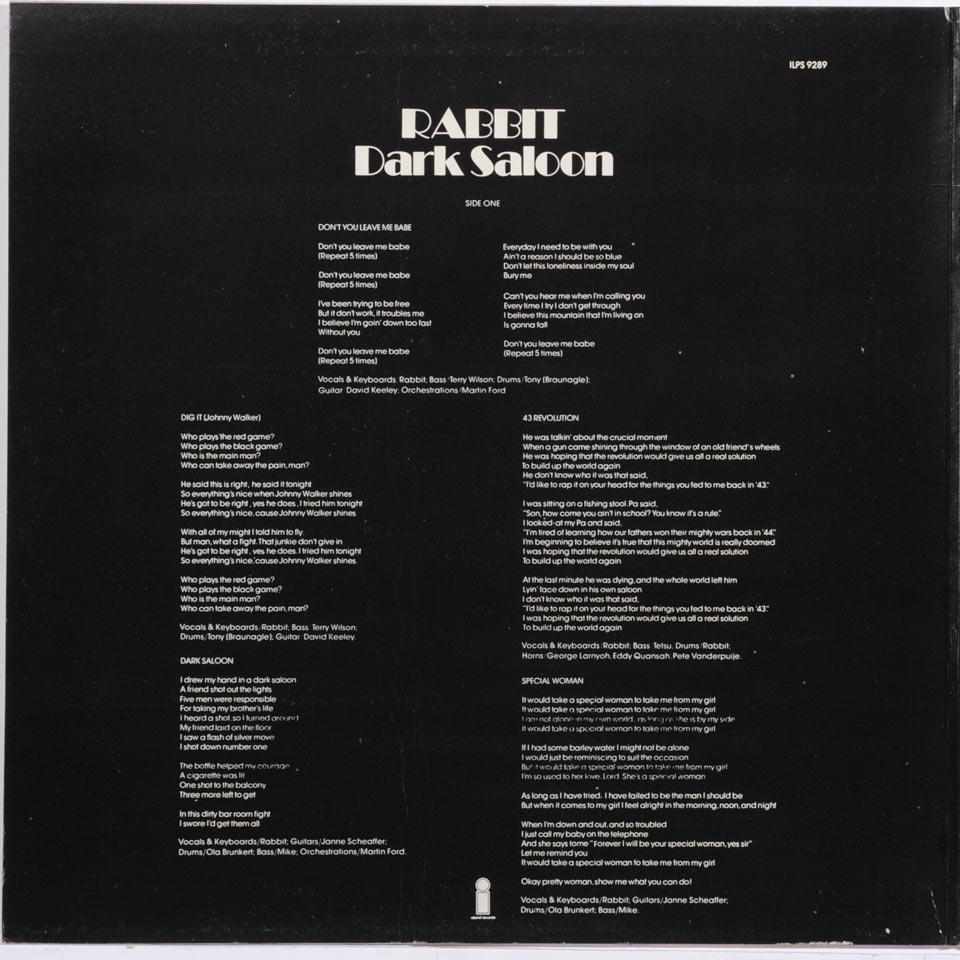 ILPS 9289
RABBIT
Dark Saloon
SIDE ONE
DON'T YOU LEAVE ME BABE
Don't you leave me babe
(Repeat 5 times)
Don't you leave me babe
(Repeat 5 times)
I've been trying to be free
But it don't work, it troubles me
I believe I'm goin' down too fast
Without you
Don't you leave me babe
(Repeat 5 times)
Everyday I need to be with you
Ain't a reason I should be so blue
Don't let this loneliness inside my soul
Bury me
Can't you hear me when I'm calling you
Every time I try I don't get through
I believe this mountain that I'm living on
Is gonna fall
Don't you leave me babe
(Repeat 5 times)
Vocals & Keyboards/Rabbit; Bass/Terry Wilson; Drums/Tony (Braunagle);
Guitar/David Keeley; Orchestrations/Martin Ford
DIG IT (Johnny Walker)
Who plays the red game?
Who plays the black game?
Who is the main man?
Who can take away the pain, man?
He said this is right, he said it tonight
So everything's nice when Johnny Walker shines
He's got to be right, yes he does, I tried him tonight
So everything's nice, cause Johnny Walker shines
With all of my might I told him to fly
But man, what a fight. That junkie don't give in
He's got to be right, yes he does. I tried him tonight
So everything's nice, cause Johnny Walker shines.
Who plays the red game?
Who plays the black game?
Who is the main man?
Who can take away the pain, man?
Vocals & Keyboards/Rabbit; Bass/Terry Wilson;
Drums/Tony (Braunagle); Guitar/David Keeley.
DARK SALOON
I drew my hand in a dark saloon
A friend shot out the lights
Five men were responsible
For taking my brother's life
I heard a shot, so I turned around
My friend laid on the floor
I saw a flash of silver move
I shot down number one
The bottle helped my courage
A cigarette was lit
One shot to the balcony
Three more left to get
In this dirty bar room fight
I swore I'd get them all
Vocals & Keyboards/Rabbit; Guitars/Janne Scheaffer;
Drums/Ola Brunkert; Bass/Mike; Orchestrations/Martin Ford.
43 REVOLUTION
He was talkin' about the crucial moment
When a gun came shining through the window of an old friend's wheels
He was hoping that the revolution would give us all a real solution
To build up the world again
He don't know who it was that said,
"I'd like to rap it on your head for the things you fed to me back in '43."
I was sitting on a fishing stool. Pa said,
"Son, how come you ain't in school? You know it's a rule."
I looked at my Pa and said,
"I'm tired of learning how our fathers won their mighty wars back in '44."
I'm beginning to believe it's true that this mighty world is really doomed
I was hoping that the revolution would give us all a real solution
To build up the world again
At the last minute he was dying, and the whole world left him
Lyin' face down in his own saloon
I don't know who it was that said,
"I'd like to rap it on your head for the things you fed to me back in '43."
I was hoping that the revolution would give us all a real solution
To build up the world again
Vocals & Keyboards/Rabbit; Bass/Tetsu, Drums/Rabbit;
Horns/George Larnyoh, Eddy Quansah, Pete Vanderpuije.
SPECIAL WOMAN
It would take a special woman to take me from my girl
It would take a special woman to take me from my girl
I am not alone in my own world, as long as she is by my side
It would take a special woman to take me from my girl
If I had some barley water I might not be alone
I would just be reminiscing to suit the occasion
But it would take a special woman to take me from my girl
I'm so used to her love, Lord. She's a special woman
As long as I have tried. I have failed to be the man I should be
But when it comes to my girl I feel alright in the morning, noon, and night
When I'm down and out, and so troubled
I just call my baby on the telephone
And she says tome "Forever I will be your special woman, yes sir"
Let me remind you
It would take a special woman to take me from my girl
Okay pretty woman, show me what you can do!
Vocals & Keyboards/Rabbit; Guitars/Janne Scheaffer;
Drums/Ola Brunkert; Bass/Mike.
island records